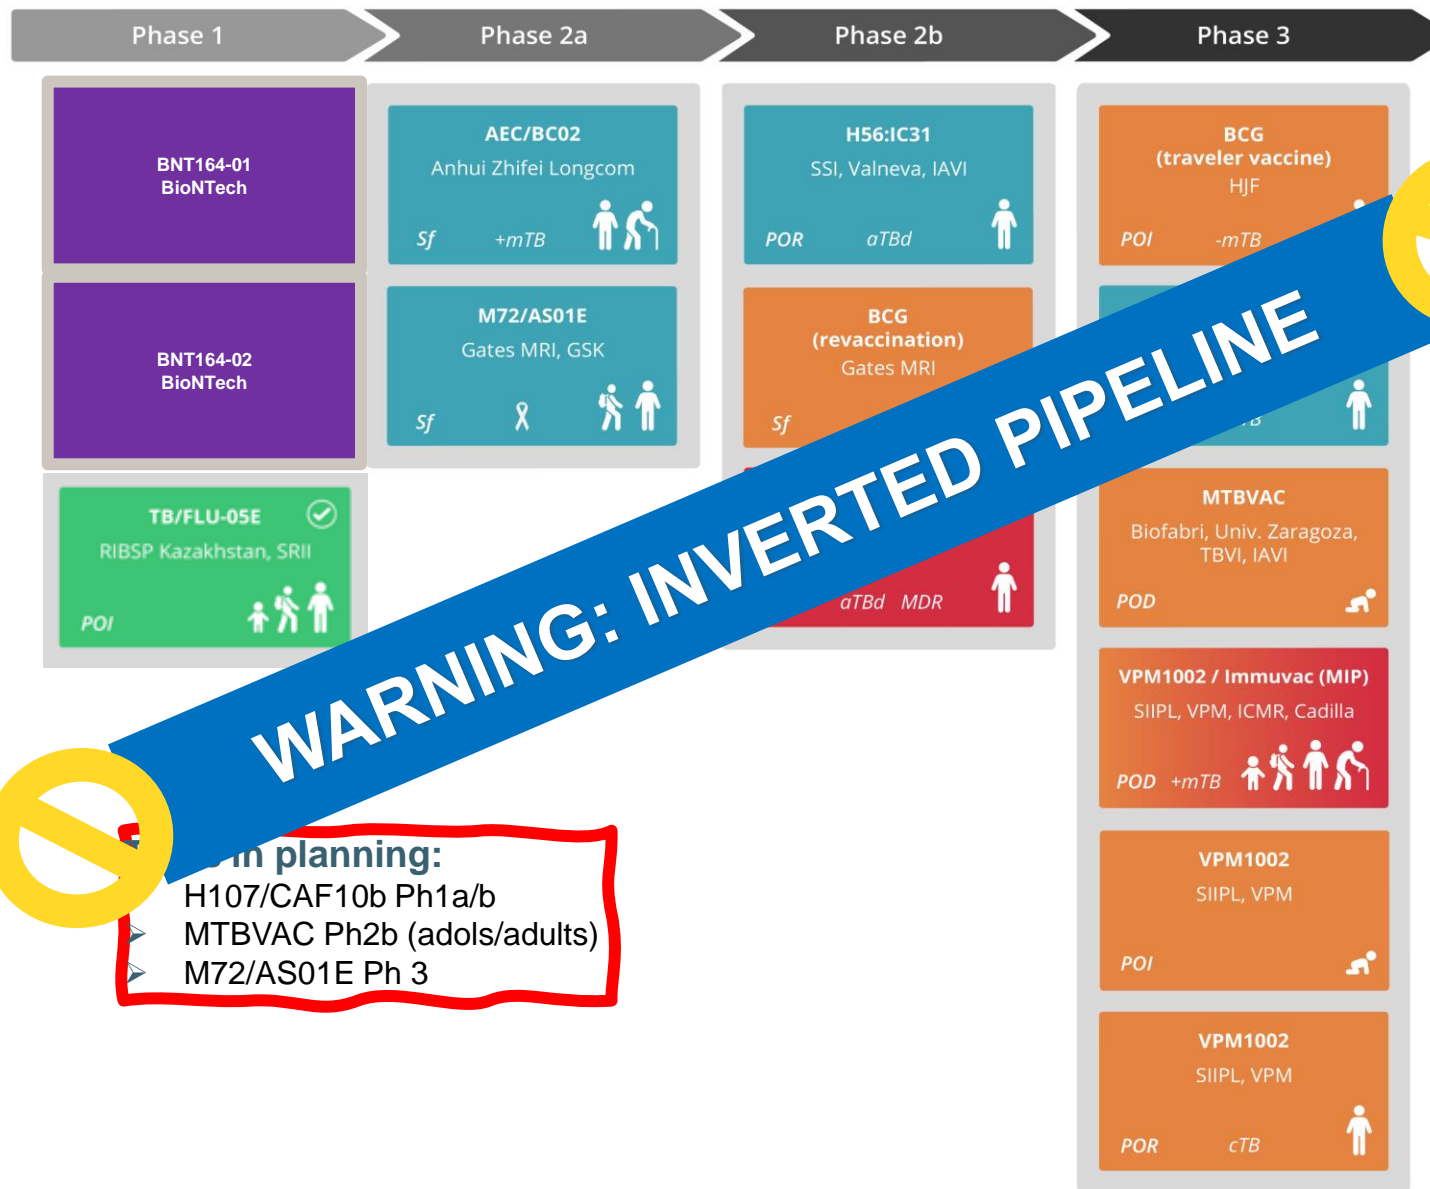 Phase 1
Phase 2a
Phase 2b
Phase 3
BNT164-01
BioNTech
BNT164-02
BioNTech
TB/FLU-05E
RIBSP Kazakhstan, SRII
POI
AEC/BC02
Anhui Zhifei Longcom
Sf +mTB
M72/AS01E
Gates MRI, GSK
Sf
H56:IC31
SSI, Valneva, IAVI
POR aTBd
BCG
(revaccination)
Gates MRI
Sf
aTBd MDR
BCG
(traveler vaccine)
HJF
POI -mTB
MTBVAC
Biofabri, Univ. Zaragoza,
TBVI, IAVI
POD
VPM1002 / Immuvac (MIP)
SIIPL, VPM, ICMR, Cadilla
POD +mTB
VPM1002
SIIPL, VPM
POI
VPM1002
SIIPL, VPM
POR cTB
WARNING: INVERTED PIPELINE
in planning:
H107/CAF10b Ph1a/b
➢ MTBVAC Ph2b (adols/adults)
➢ M72/AS01E Ph 3